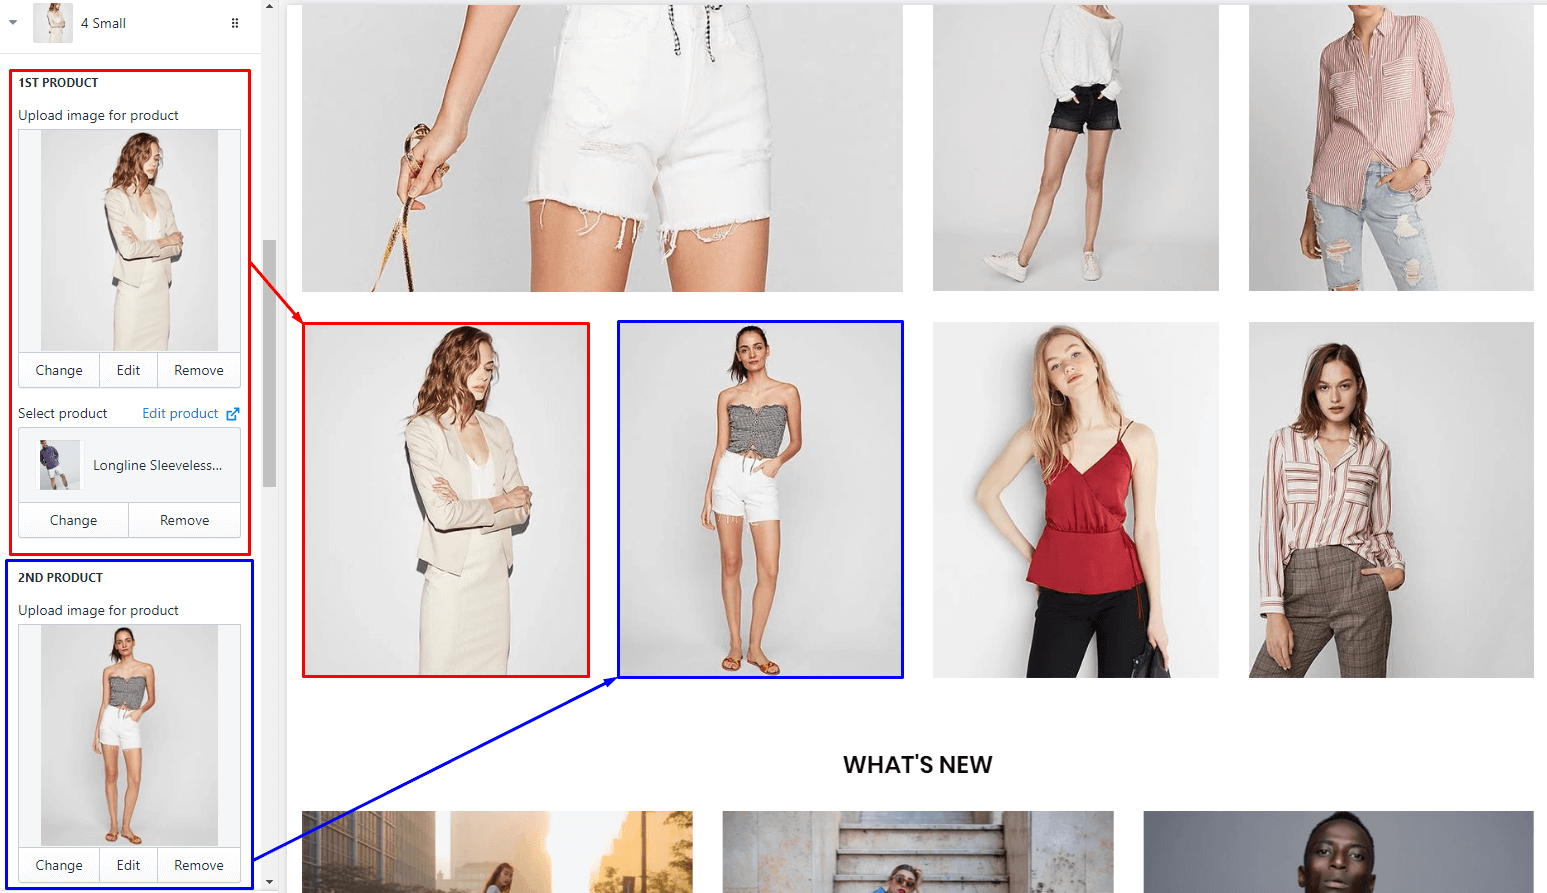 4 Small
1ST PRODUCT
Upload image for product
Change Edit Remove
Select product Edit product
Longline Sleeveless...
Change Remove
2ND PRODUCT
Upload image for product
Change Edit Remove
WHAT'S NEW